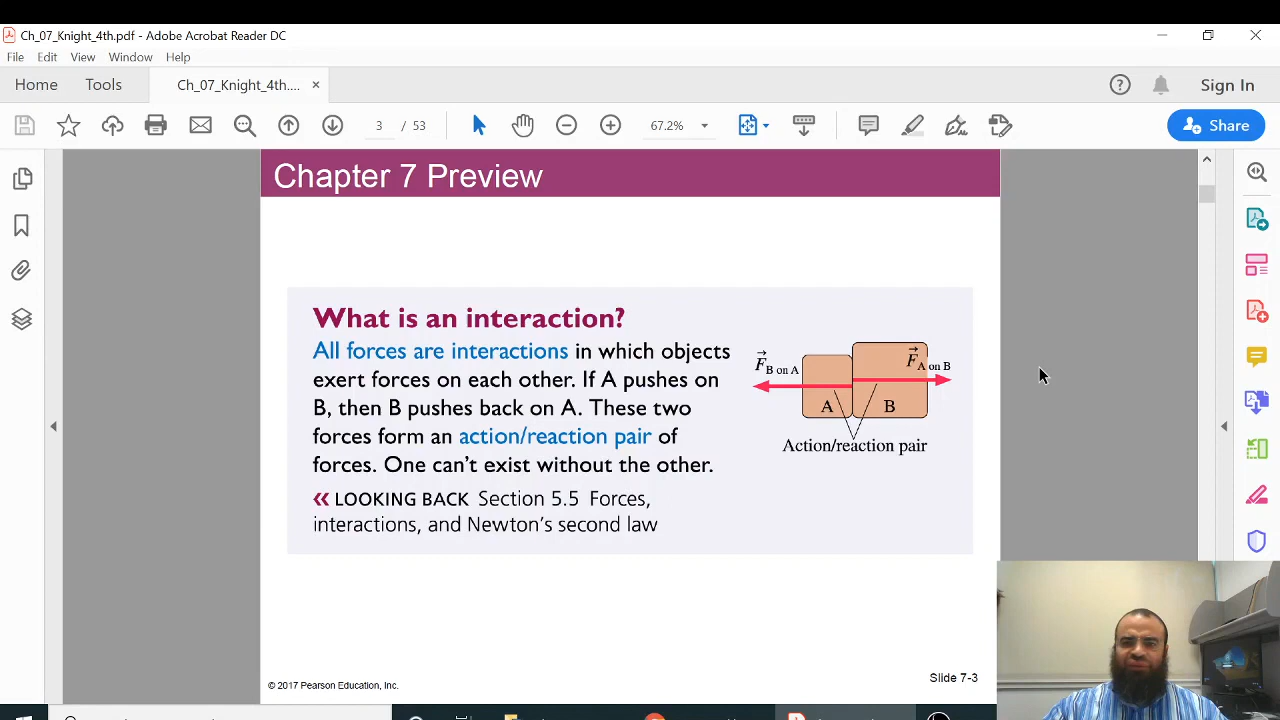 Ch_07_Knight_4th.pdf - Adobe Acrobat Reader DC
File Edit View Window Help
Home Tools Ch_07_Knight_4th.... × Sign In
3 / 53 67.2% Share
Chapter 7 Preview
What is an interaction?
All forces are interactions in which objects
exert forces on each other. If A pushes on
B, then B pushes back on A. These two
forces form an action/reaction pair of
forces. One can't exist without the other.
« LOOKING BACK Section 5.5 Forces,
interactions, and Newton's second law
F⃗ B on A
F⃗ A on B
A B
Action/reaction pair
© 2017 Pearson Education, Inc.
Slide 7-3